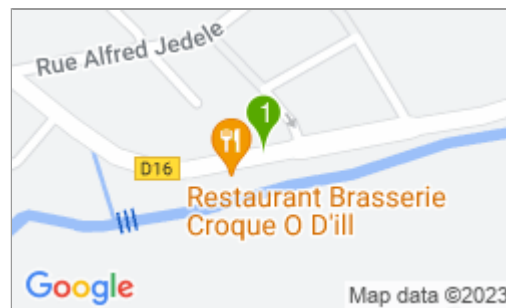 Rue Alfred Jedele
1
D16
Restaurant Brasserie
Croque O D'ill
Google
Map data ©2023